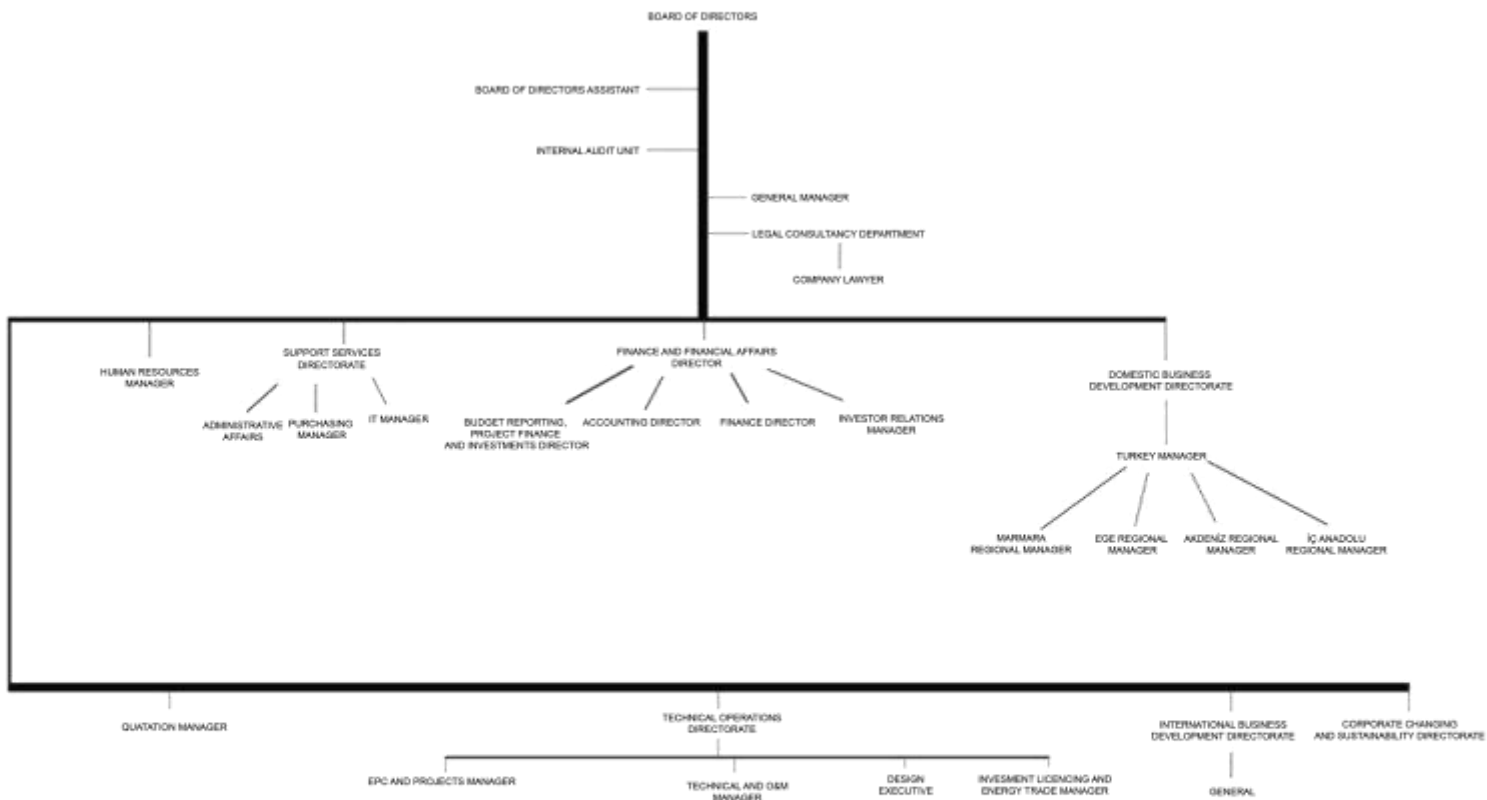 BOARD OF DIRECTORS
BOARD OF DIRECTORS ASSISTANT
INTERNAL AUDIT UNIT
GENERAL MANAGER
LEGAL CONSULTANCY DEPARTMENT
COMPANY LAWYER
HUMAN RESOURCES
MANAGER
SUPPORT SERVICES
DIRECTORATE
ADMINISTRATIVE
AFFAIRS
PURCHASING
MANAGER
IT MANAGER
FINANCE AND FINANCIAL AFFAIRS
DIRECTOR
BUDGET REPORTING,
PROJECT FINANCE
AND INVESTMENTS DIRECTOR
ACCOUNTING DIRECTOR
FINANCE DIRECTOR
INVESTOR RELATIONS
MANAGER
DOMESTIC BUSINESS
DEVELOPMENT DIRECTORATE
TURKEY MANAGER
MARMARA
REGIONAL MANAGER
EGE REGIONAL
MANAGER
AKDENİZ REGIONAL
MANAGER
İÇ ANADOLU
REGIONAL MANAGER
QUATATION MANAGER
TECHNICAL OPERATIONS
DIRECTORATE
EPC AND PROJECTS MANAGER
TECHNICAL AND O&M
MANAGER
DESIGN
EXECUTIVE
INVESMENT LICENCING AND
ENERGY TRADE MANAGER
INTERNATIONAL BUSINESS
DEVELOPMENT DIRECTORATE
GENERAL
CORPORATE CHANGING
AND SUSTAINABILITY DIRECTORATE